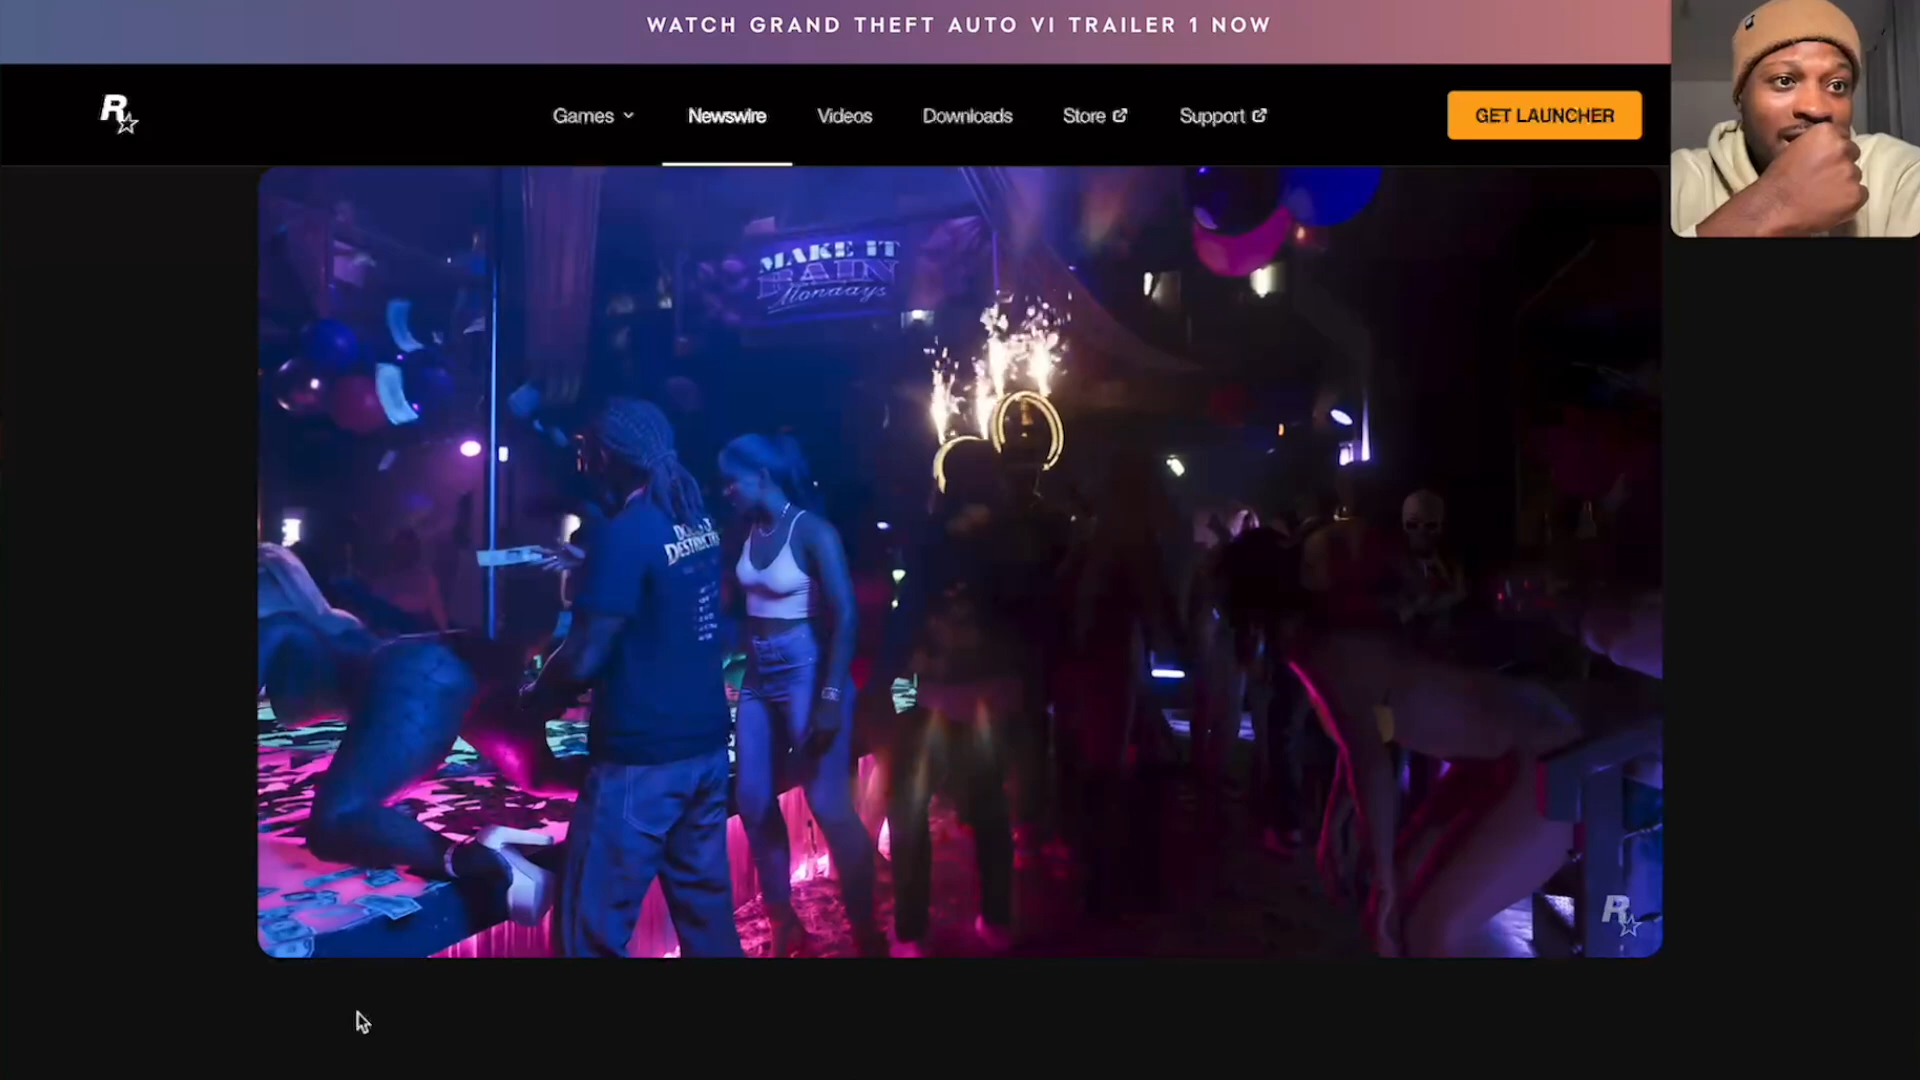 WATCH GRAND THEFT AUTO VI TRAILER 1 NOW
R
Games
Newswire
Videos
Downloads
Store
Support
GET LAUNCHER
MAKE IT
RAIN
Mondays
R